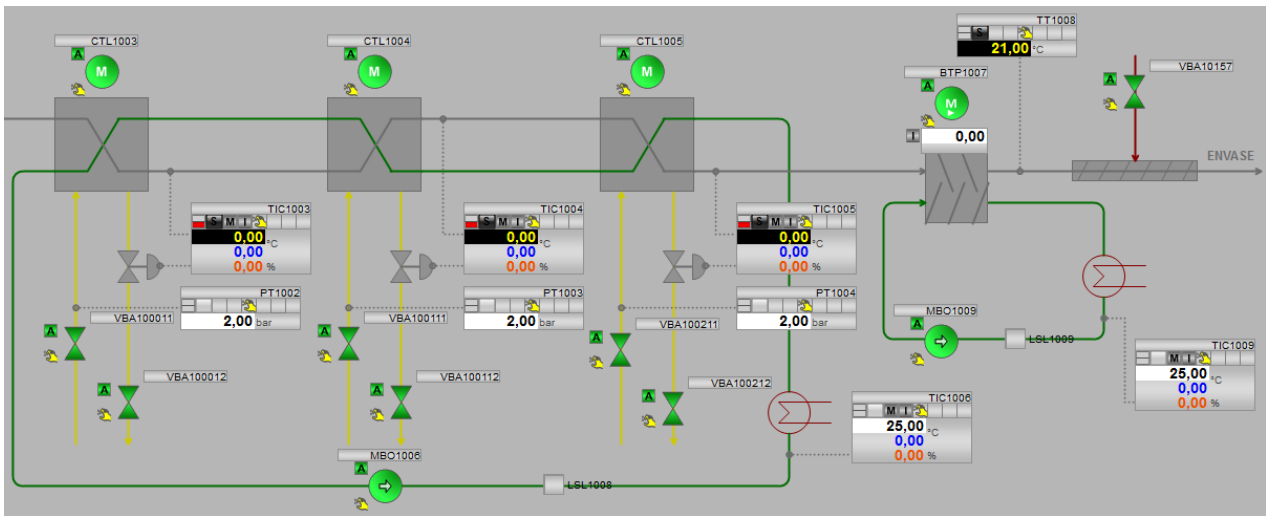 TT1008
S
21,00 °C
CTL1003
CTL1004
CTL1005
A
M
A
M
A
M
BTP1007
A
M
I
0,00
VBA10157
A
ENVASE
TIC1003
S M I
0,00 °C
0,00
0,00 %
TIC1004
S M I
0,00 °C
0,00
0,00 %
TIC1005
S M I
0,00 °C
0,00
0,00 %
PT1002
2,00 bar
PT1003
2,00 bar
PT1004
2,00 bar
VBA100011
A
VBA100111
A
VBA100211
A
MBO1009
A
LSL1009
TIC1009
M I
25,00 °C
0,00
0,00 %
VBA100012
A
VBA100112
A
VBA100212
A
TIC1006
M I
25,00 °C
0,00
0,00 %
MBO1006
A
LSL1008